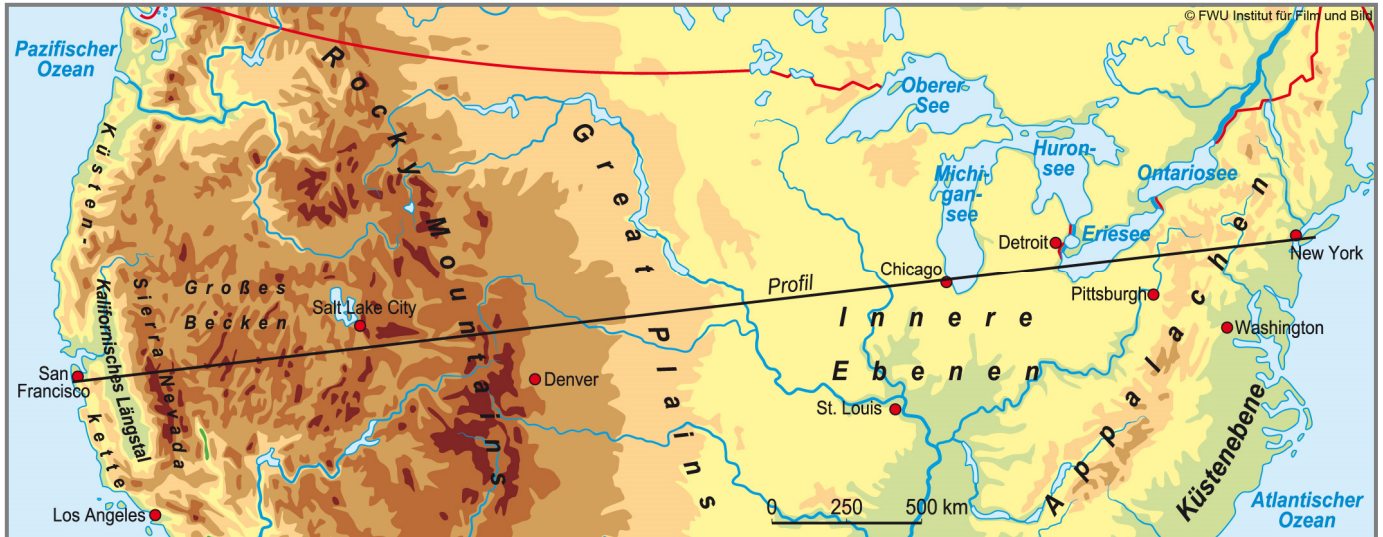 © FWU Institut für Film und Bild
Pazifischer
Ozean
Rocky Mountains
Oberer
See
Huron-
see
Michi-
gan-
see
Ontariosee
Küsten-
kette
Great Plains
Detroit
Eriesee
New York
Chicago
Profil
Pittsburgh
Appalachen
Sierra Nevada
Kalifornisches Längstal
Großes
Becken
Salt Lake City
Innere
Ebenen
Washington
San
Francisco
Denver
St. Louis
Küstenebene
Los Angeles
0 250 500 km
Atlantischer
Ozean